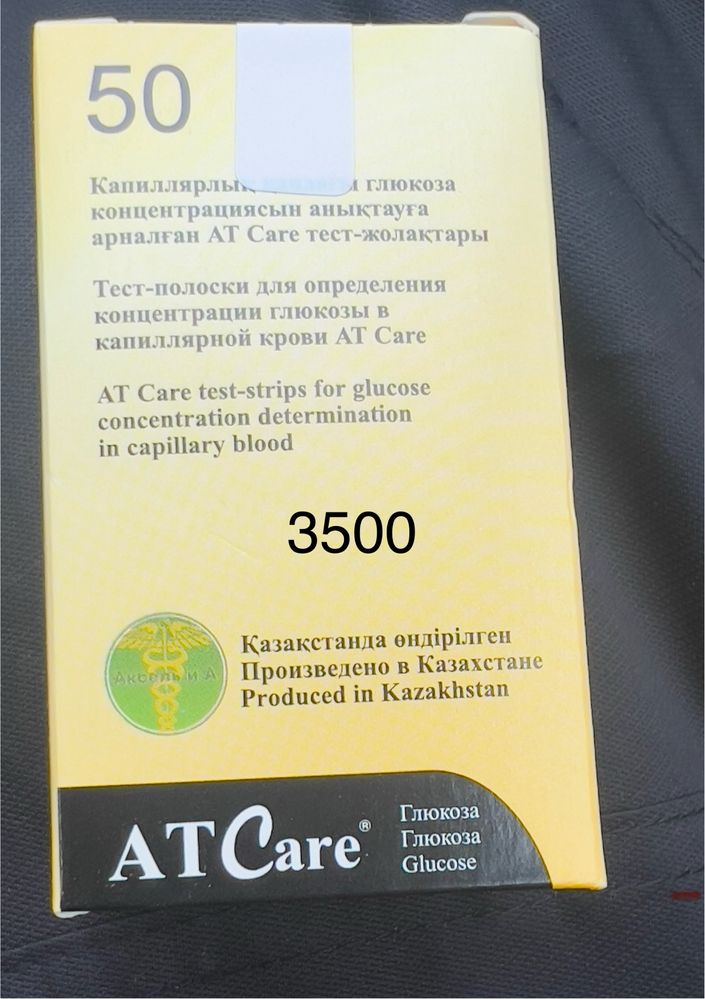 50
глюкоза
концентрациясын анықтауға
арналған AT Care тест-жолақтары
Тест-полоски для определения
концентрации глюкозы в
капиллярной крови AT Care
AT Care test-strips for glucose
concentration determination
in capillary blood
3500
Аксель и А
Қазақстанда өндірілген
Произведено в Казахстане
Produced in Kazakhstan
ATCare®
Глюкоза
Глюкоза
Glucose